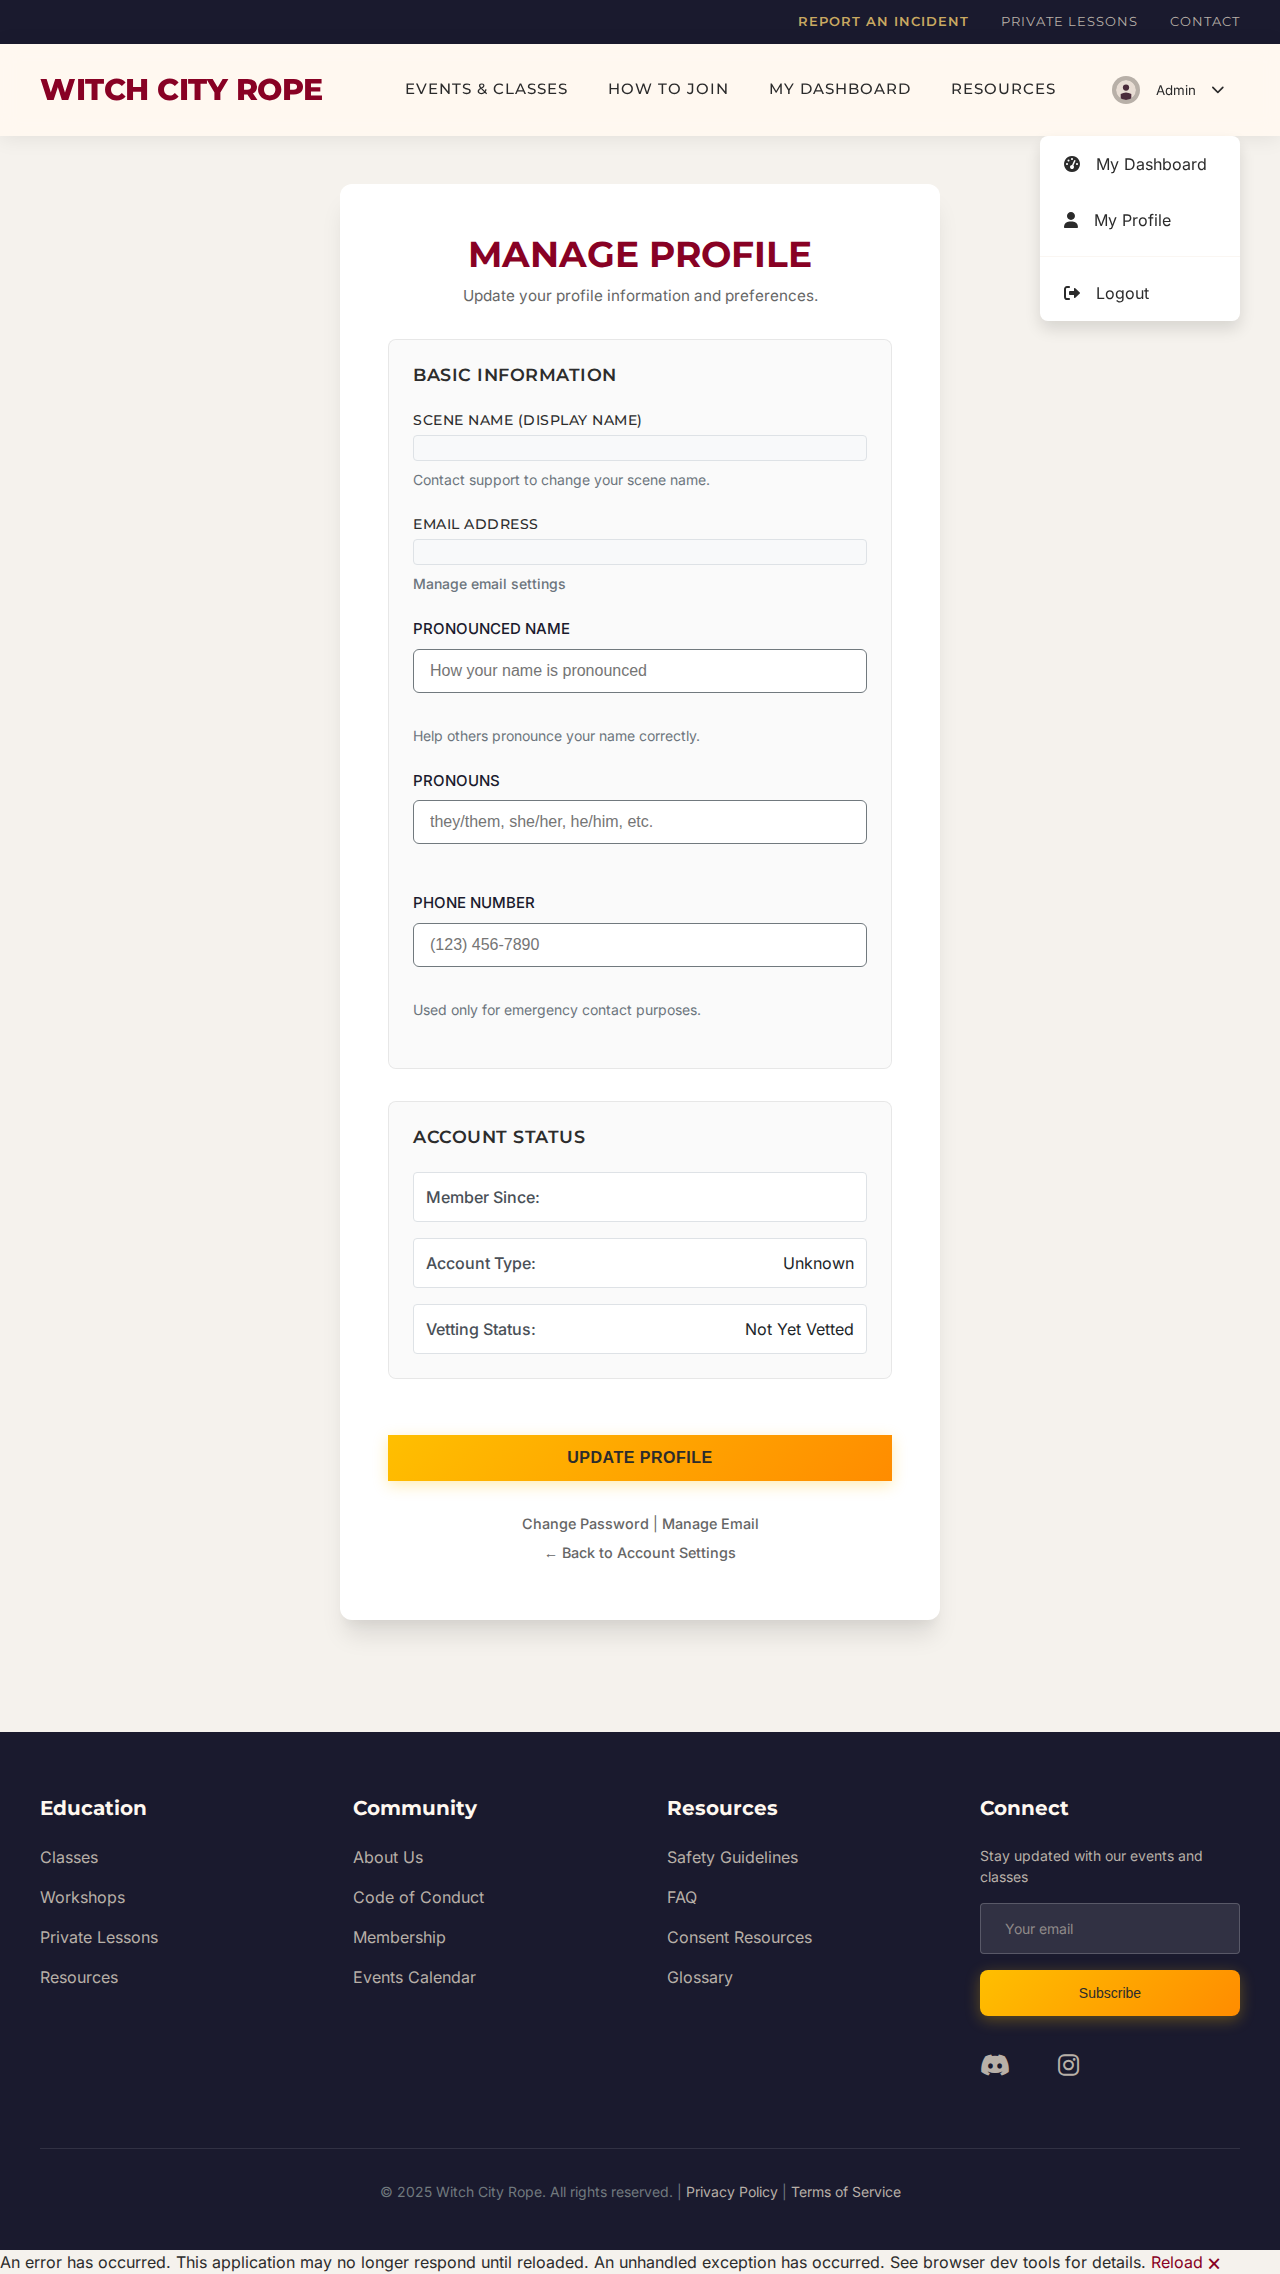 REPORT AN INCIDENT PRIVATE LESSONS CONTACT
WITCH CITY ROPE EVENTS & CLASSES HOW TO JOIN MY DASHBOARD RESOURCES Admin
My Dashboard
My Profile
Logout
MANAGE PROFILE
Update your profile information and preferences.
BASIC INFORMATION
SCENE NAME (DISPLAY NAME)
Contact support to change your scene name.
EMAIL ADDRESS
Manage email settings
PRONOUNCED NAME
How your name is pronounced
Help others pronounce your name correctly.
PRONOUNS
they/them, she/her, he/him, etc.
PHONE NUMBER
(123) 456-7890
Used only for emergency contact purposes.
ACCOUNT STATUS
Member Since:
Account Type: Unknown
Vetting Status: Not Yet Vetted
UPDATE PROFILE
Change Password | Manage Email
← Back to Account Settings
Education
Classes
Workshops
Private Lessons
Resources
Community
About Us
Code of Conduct
Membership
Events Calendar
Resources
Safety Guidelines
FAQ
Consent Resources
Glossary
Connect
Stay updated with our events and
classes
Your email
Subscribe
© 2025 Witch City Rope. All rights reserved. | Privacy Policy | Terms of Service
An error has occurred. This application may no longer respond until reloaded. An unhandled exception has occurred. See browser dev tools for details. Reload ✕